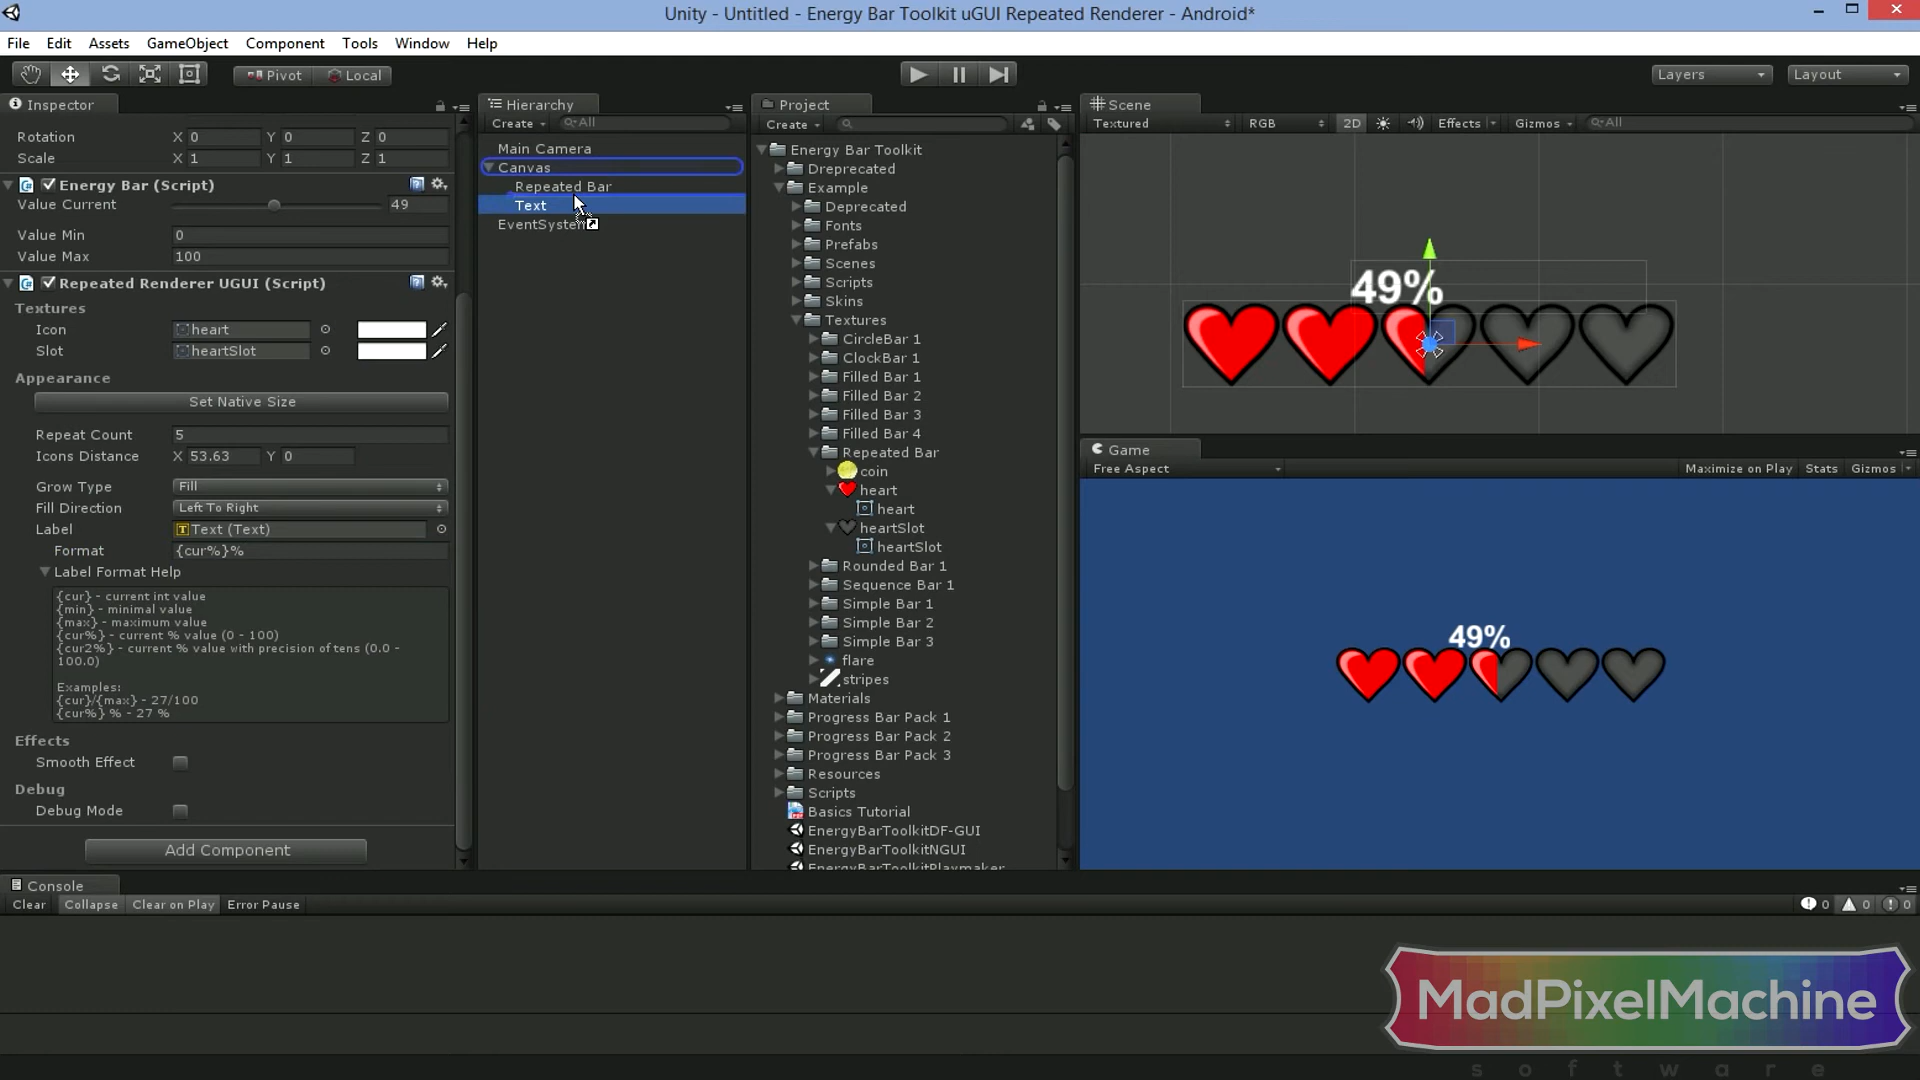 Unity - Untitled - Energy Bar Toolkit uGUI Repeated Renderer - Android*
File Edit Assets GameObject Component Tools Window Help
Pivot Local Layers Layout
Inspector
Rotation X 0 Y 0 Z 0
Scale X 1 Y 1 Z 1
Energy Bar (Script)
Value Current 49
Value Min 0
Value Max 100
Repeated Renderer UGUI (Script)
Textures
Icon heart
Slot heartSlot
Appearance
Set Native Size
Repeat Count 5
Icons Distance X 53.63 Y 0
Grow Type Fill
Fill Direction Left To Right
Label Text (Text)
Format {cur%}%
Label Format Help
{cur} - current int value
{min} - minimal value
{max} - maximum value
{cur%} - current % value (0 - 100)
{cur2%} - current % value with precision of tens (0.0 -
100.0)
Examples:
{cur}/{max} - 27/100
{cur%} % - 27 %
Effects
Smooth Effect
Debug
Debug Mode
Add Component
Hierarchy
Create All
Main Camera
Canvas
Repeated Bar
Text
EventSystem
Project
Create
Energy Bar Toolkit
Dreprecated
Example
Deprecated
Fonts
Prefabs
Scenes
Scripts
Skins
Textures
CircleBar 1
ClockBar 1
Filled Bar 1
Filled Bar 2
Filled Bar 3
Filled Bar 4
Repeated Bar
coin
heart
heart
heartSlot
heartSlot
Rounded Bar 1
Sequence Bar 1
Simple Bar 1
Simple Bar 2
Simple Bar 3
flare
stripes
Materials
Progress Bar Pack 1
Progress Bar Pack 2
Progress Bar Pack 3
Resources
Scripts
Basics Tutorial
EnergyBarToolkitDF-GUI
EnergyBarToolkitNGUI
EnergyBarToolkitPlaymaker
Scene
Textured RGB 2D Effects Gizmos All
49%
Game
Free Aspect Maximize on Play Stats Gizmos
49%
Console
Clear Collapse Clear on Play Error Pause 0 0 0
MadPixelMachine
software